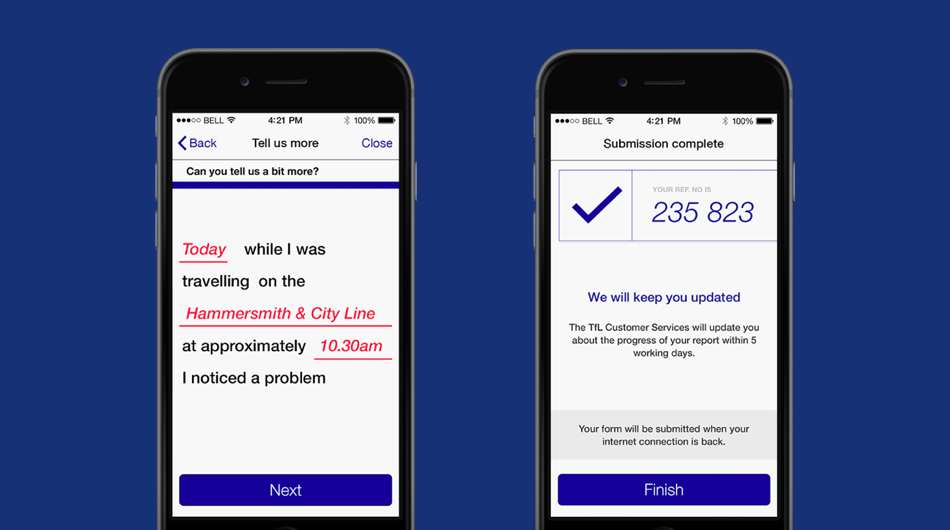 BELL 4:21 PM 100%
Back Tell us more Close
Can you tell us a bit more?
Today while I was
travelling on the
Hammersmith & City Line
at approximately 10.30am
I noticed a problem
Next
BELL 4:21 PM 100%
Submission complete
YOUR REF. NO IS
235 823
We will keep you updated
The TfL Customer Services will update you
about the progress of your report within 5
working days.
Your form will be submitted when your
internet connection is back.
Finish